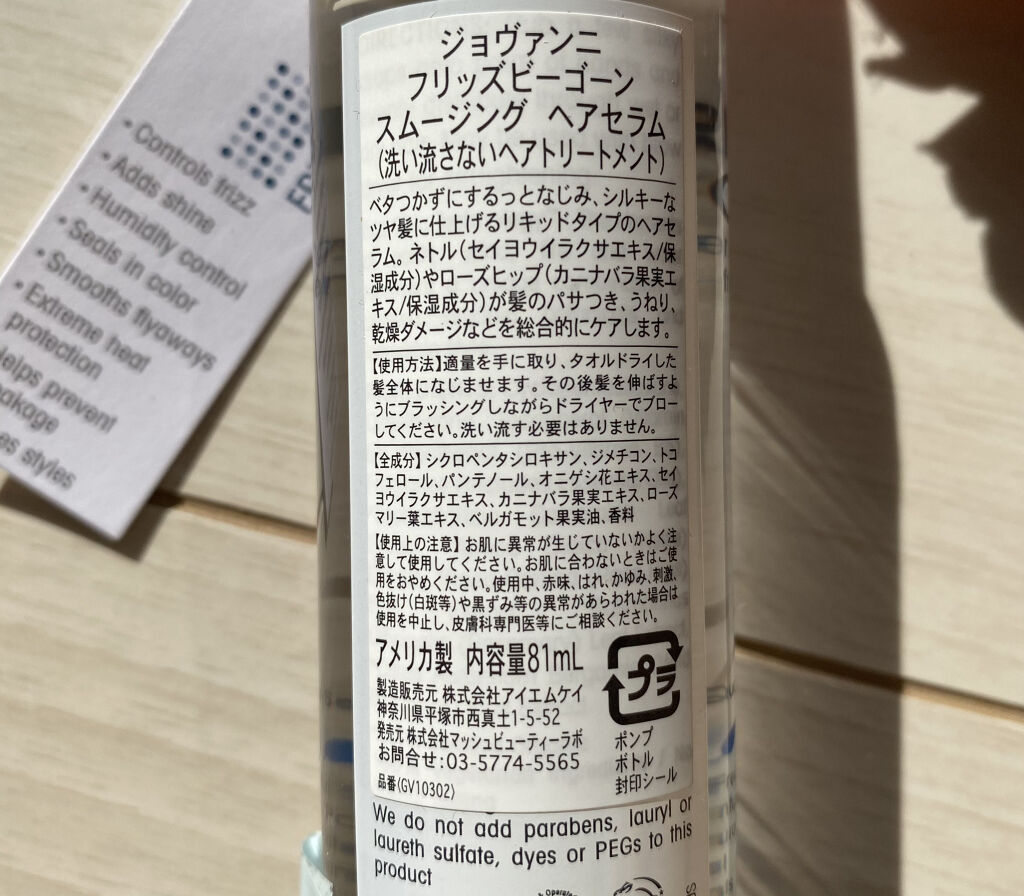 ジョヴァンニ
フリッズビーゴーン
スムージング ヘアセラム
(洗い流さないヘアトリートメント)
ベタつかずにするっとなじみ、シルキーな
ツヤ髪に仕上げるリキッドタイプのヘアセ
ラム。ネトル(セイヨウイラクサエキス/保
湿成分)やローズヒップ(カニナバラ果実エ
キス/保湿成分)が髪のパサつき、うねり、
乾燥ダメージなどを総合的にケアします。
【使用方法】適量を手に取り、タオルドライした
髪全体になじませます。その後髪を伸ばすよ
うにブラッシングしながらドライヤーでブロー
してください。洗い流す必要はありません。
【全成分】シクロペンタシロキサン、ジメチコン、トコ
フェロール、パンテノール、オニゲシ花エキス、セイ
ヨウイラクサエキス、カニナバラ果実エキス、ローズ
マリー葉エキス、ベルガモット果実油、香料
【使用上の注意】お肌に異常が生じていないかよく注
意して使用してください。お肌に合わないときはご使
用をおやめください。使用中、赤味、はれ、かゆみ、刺激、
色抜け(白斑等)や黒ずみ等の異常があらわれた場合は
使用を中止し、皮膚科専門医等にご相談ください。
アメリカ製 内容量81mL
製造販売元 株式会社アイエムケイ
神奈川県平塚市西真土1-5-52
発売元 株式会社マッシュビューティーラボ
お問合せ:03-5774-5565
品番(GV10302)
プラ
ポンプ
ボトル
封印シール
We do not add parabens, lauryl or
laureth sulfate, dyes or PEGs to this
product
• Controls frizz
• Adds shine
• Humidity control
• Seals in color
• Smooths flyaways
• Extreme heat
protection
prevent
styles